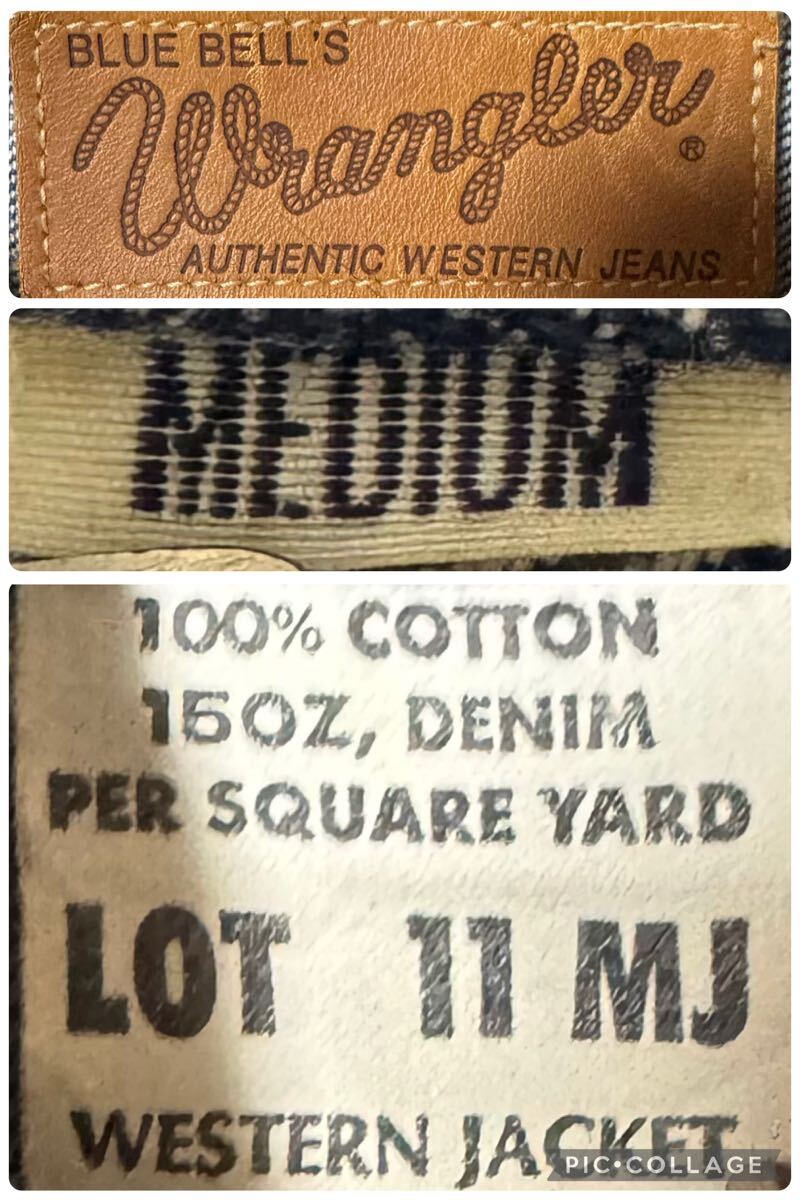 BLUE BELL'S
Wrangler
®
AUTHENTIC WESTERN JEANS
MEDIUM
100% COTTON
15OZ, DENIM
PER SQUARE YARD
LOT 11 MJ
WESTERN JACKET
PIC•COLLAGE